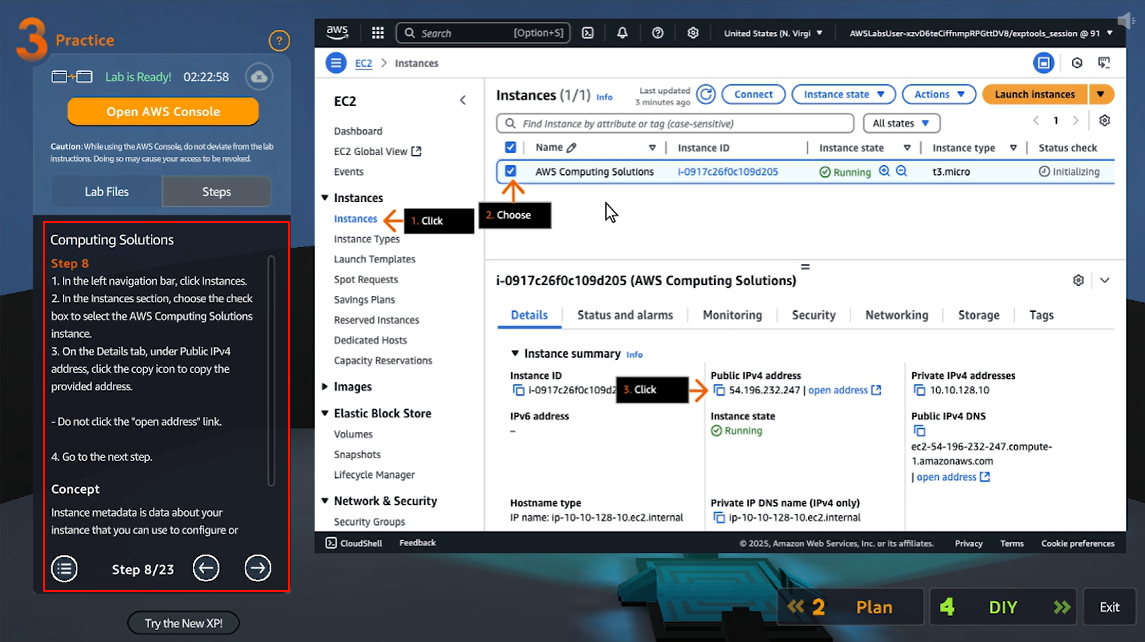 3 Practice
?
Lab is Ready! 02:22:58
Open AWS Console
Caution: While using the AWS Console, do not deviate from the lab
instructions. Doing so may cause your access to be revoked.
Lab Files
Steps
Computing Solutions
Step 8
1. In the left navigation bar, click Instances.
2. In the Instances section, choose the check
box to select the AWS Computing Solutions
instance.
3. On the Details tab, under Public IPv4
address, click the copy icon to copy the
provided address.
- Do not click the "open address" link.
4. Go to the next step.
Concept
Instance metadata is data about your
instance that you can use to configure or
Step 8/23
Try the New XP!
aws
Search [Option+S]
United States (N. Virgi
AWSLabsUser-xzvD6teCiffnmpRPGttDV8/exptools_session @ 91
EC2 > Instances
EC2
Dashboard
EC2 Global View
Events
Instances
Instances
Instance Types
Launch Templates
Spot Requests
Savings Plans
Reserved Instances
Dedicated Hosts
Capacity Reservations
Images
Elastic Block Store
Volumes
Snapshots
Lifecycle Manager
Network & Security
Security Groups
1. Click
2. Choose
Instances (1/1) Info
Last updated
3 minutes ago
Connect
Instance state
Actions
Launch instances
Find Instance by attribute or tag (case-sensitive)
All states
1
Name
Instance ID
Instance state
Instance type
Status check
AWS Computing Solutions
i-0917c26f0c109d205
Running
t3.micro
Initializing
i-0917c26f0c109d205 (AWS Computing Solutions)
Details
Status and alarms
Monitoring
Security
Networking
Storage
Tags
Instance summary Info
Instance ID
i-0917c26f0c109d2
3. Click
Public IPv4 address
54.196.232.247 | open address
Private IPv4 addresses
10.10.128.10
IPv6 address
–
Instance state
Running
Public IPv4 DNS
ec2-54-196-232-247.compute-
1.amazonaws.com
| open address
Hostname type
IP name: ip-10-10-128-10.ec2.internal
Private IP DNS name (IPv4 only)
ip-10-10-128-10.ec2.internal
CloudShell
Feedback
© 2025, Amazon Web Services, Inc. or its affiliates.
Privacy
Terms
Cookie preferences
2 Plan
4 DIY
Exit